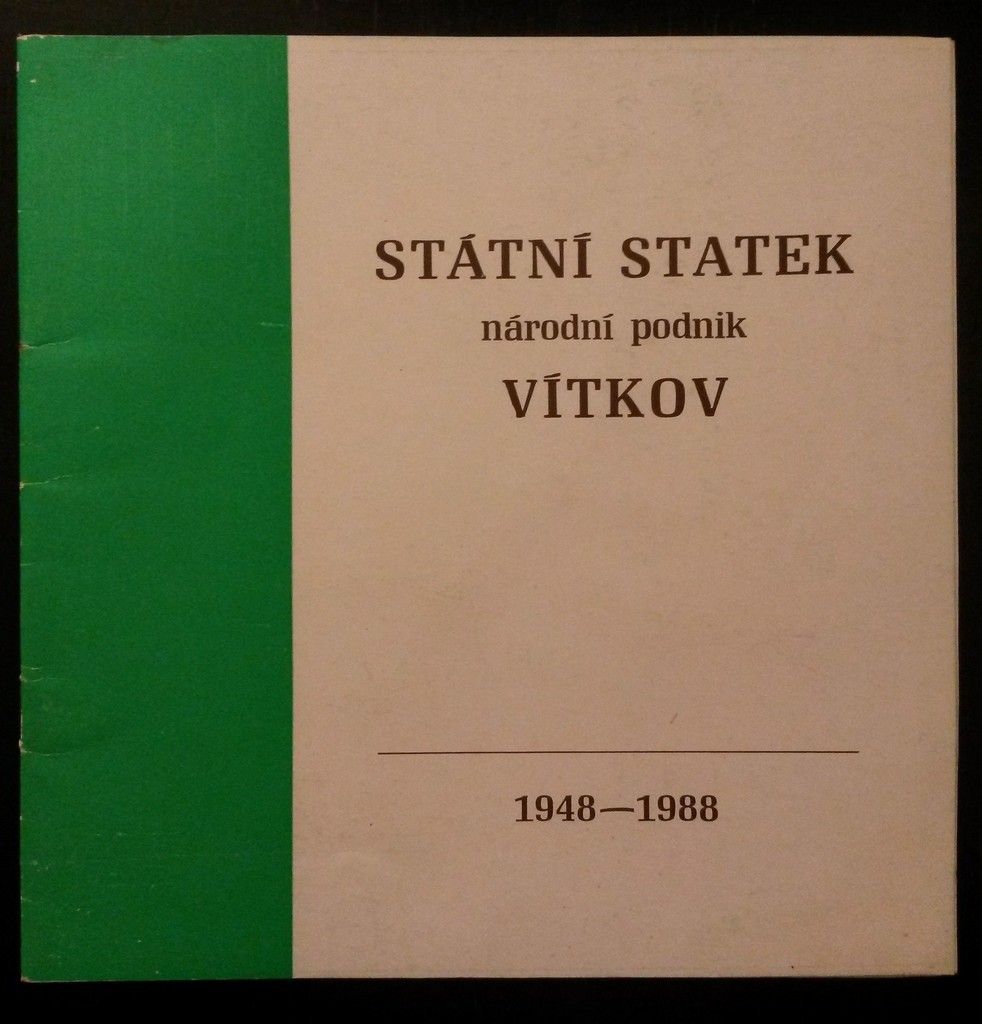 STÁTNÍ STATEK
národní podnik
VÍTKOV
1948—1988